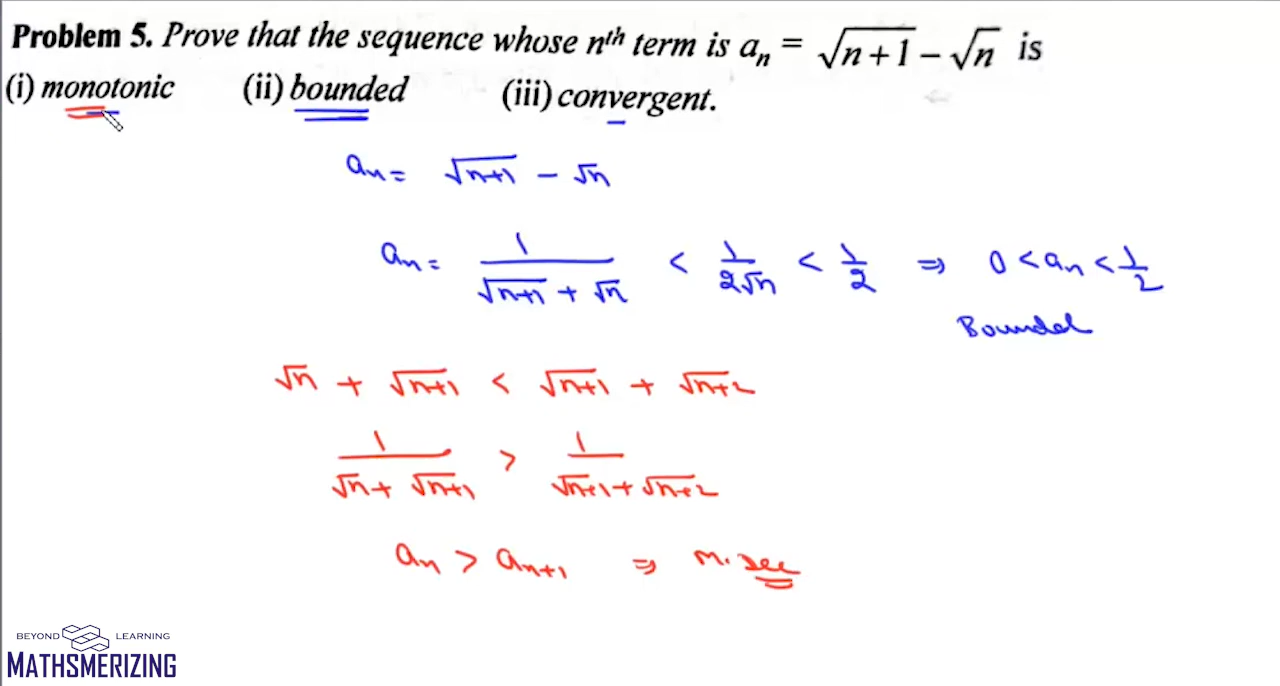 Problem 5. Prove that the sequence whose nth term is aₙ = √(n+1) − √n is
(i) monotonic (ii) bounded (iii) convergent.
aₙ = √(n+1) − √n
aₙ = 1/(√(n+1) + √n) < 1/(2√n) < 1/2 ⇒ 0 < aₙ < 1/2
Bounded
√n + √(n+1) < √(n+1) + √(n+2)
1/(√n + √(n+1)) > 1/(√(n+1) + √(n+2))
aₙ > aₙ₊₁ ⇒ M. Dec
BEYOND LEARNING
MATHSMERIZING